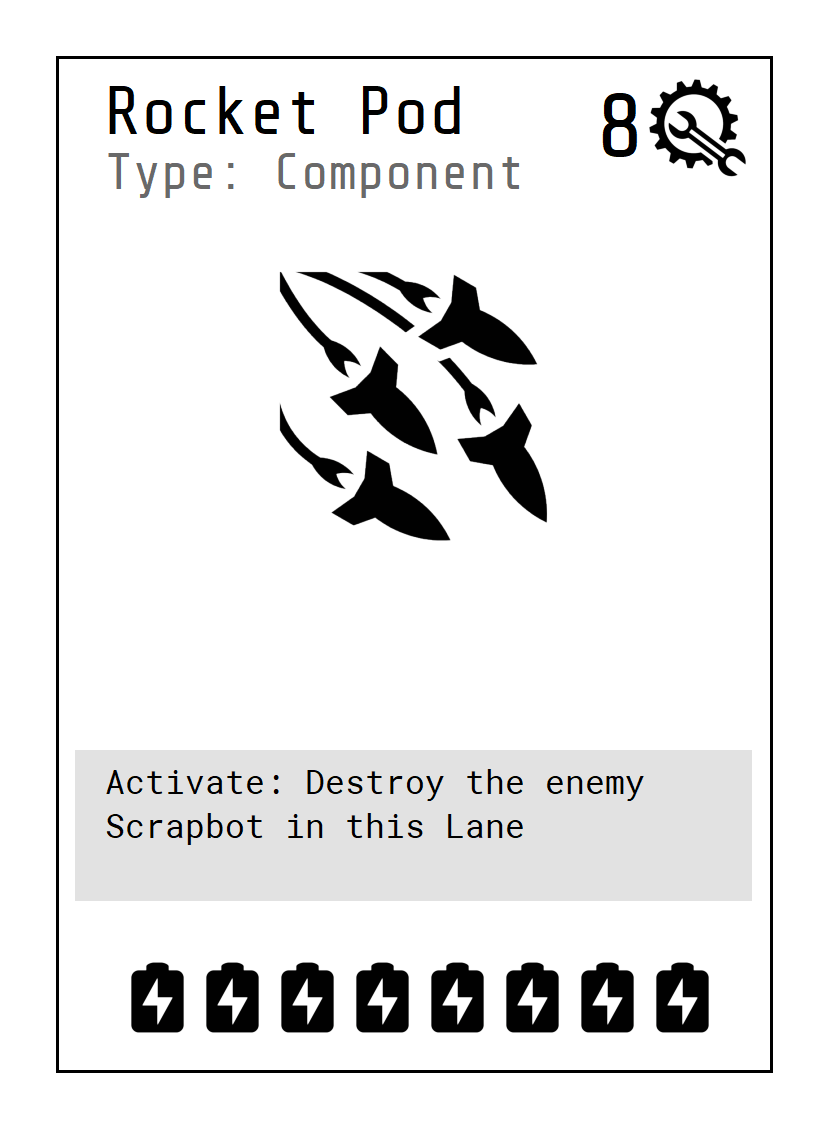 Rocket Pod
8
Type: Component
Activate: Destroy the enemy
Scrapbot in this Lane